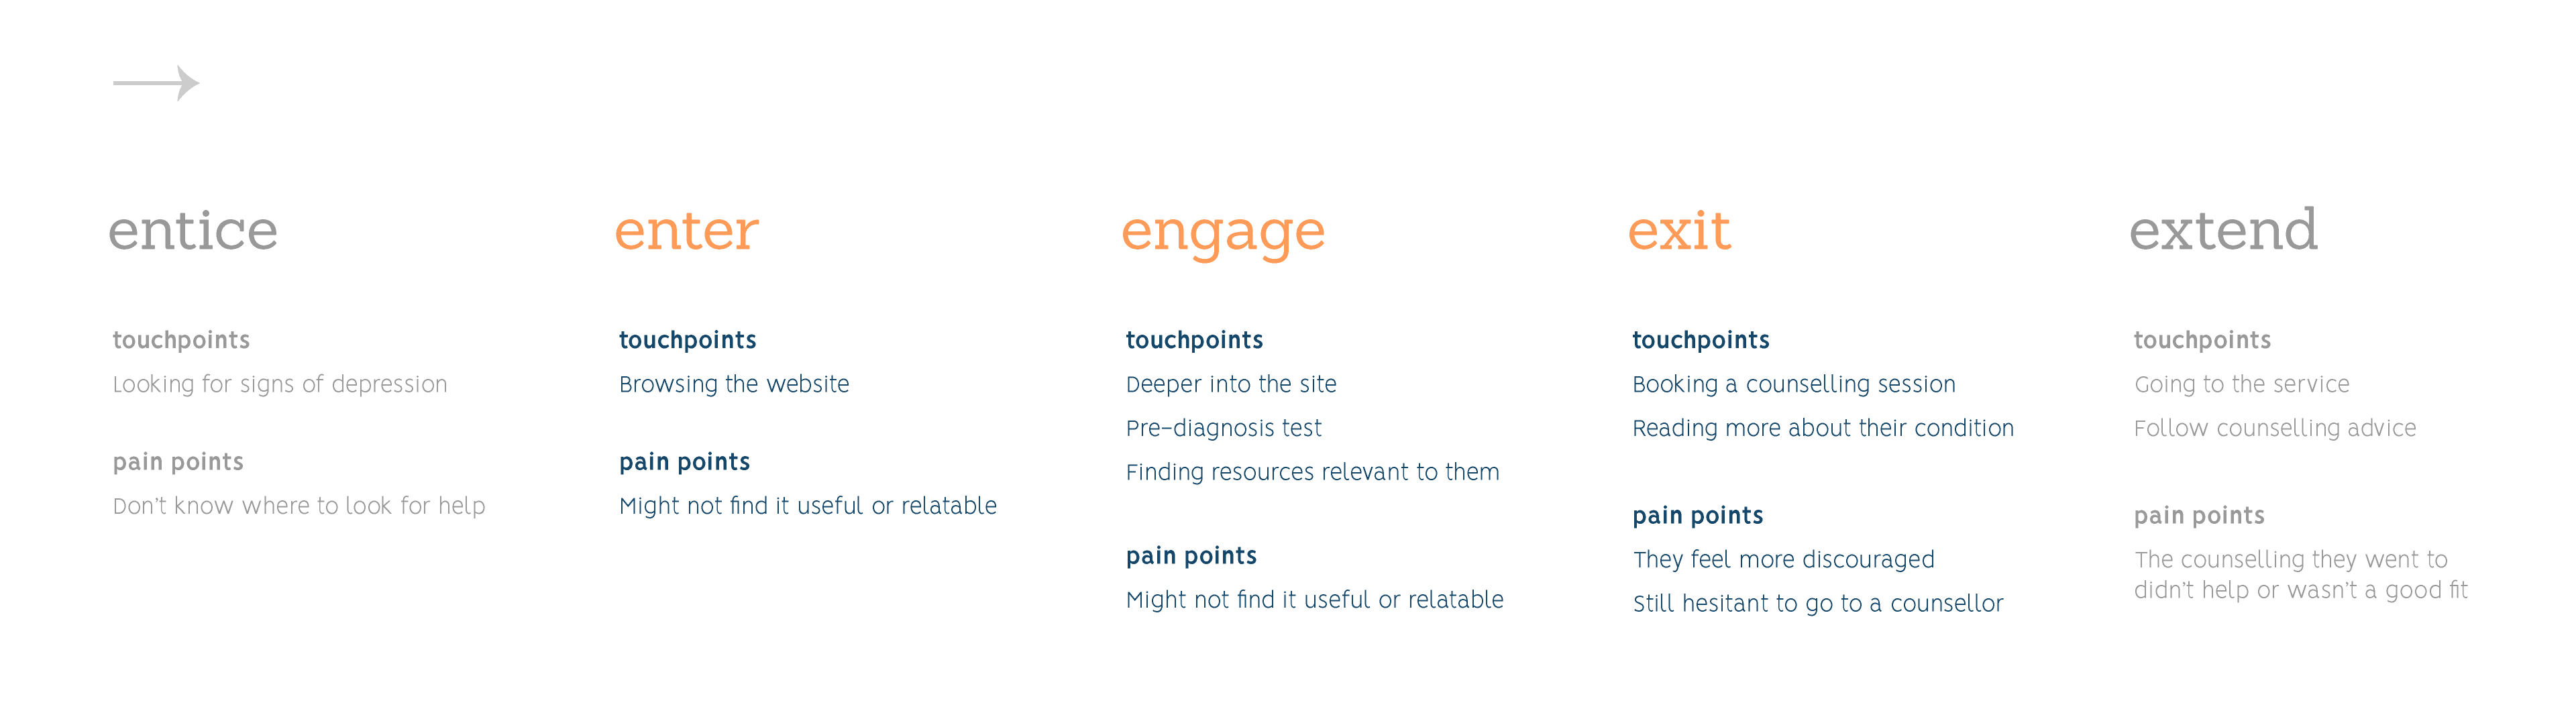 entice
touchpoints
Looking for signs of depression
pain points
Don't know where to look for help
enter
touchpoints
Browsing the website
pain points
Might not find it useful or relatable
engage
touchpoints
Deeper into the site
Pre-diagnosis test
Finding resources relevant to them
pain points
Might not find it useful or relatable
exit
touchpoints
Booking a counselling session
Reading more about their condition
pain points
They feel more discouraged
Still hesitant to go to a counsellor
extend
touchpoints
Going to the service
Follow counselling advice
pain points
The counselling they went to
didn't help or wasn't a good fit